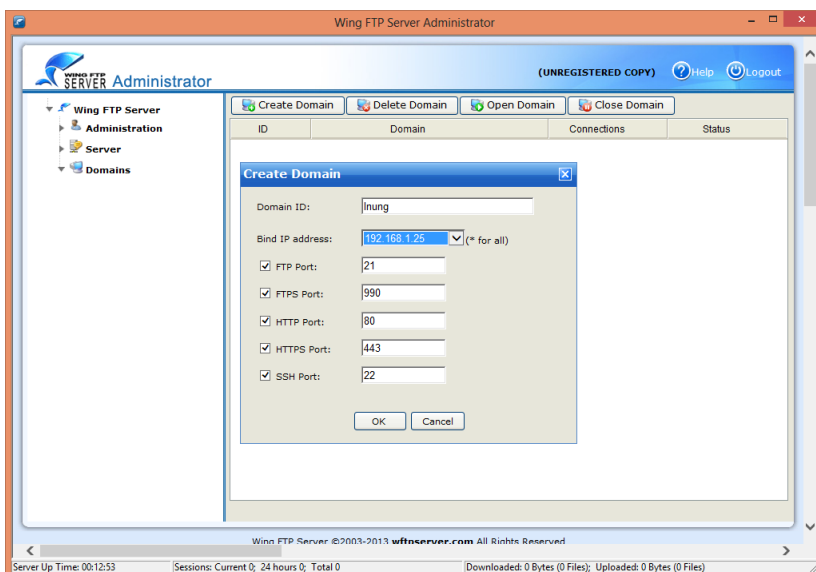 Wing FTP Server Administrator
WING FTP
SERVER Administrator
(UNREGISTERED COPY) Help Logout
Wing FTP Server
Administration
Server
Domains
Create Domain Delete Domain Open Domain Close Domain
ID Domain Connections Status
Create Domain
Domain ID: Inung
Bind IP address: 192.168.1.25 (* for all)
FTP Port: 21
FTPS Port: 990
HTTP Port: 80
HTTPS Port: 443
SSH Port: 22
OK Cancel
Wing FTP Server ©2003-2013 wftpserver.com All Rights Reserved
Server Up Time: 00:12:53 Sessions: Current 0; 24 hours 0; Total 0 Downloaded: 0 Bytes (0 Files); Uploaded: 0 Bytes (0 Files)